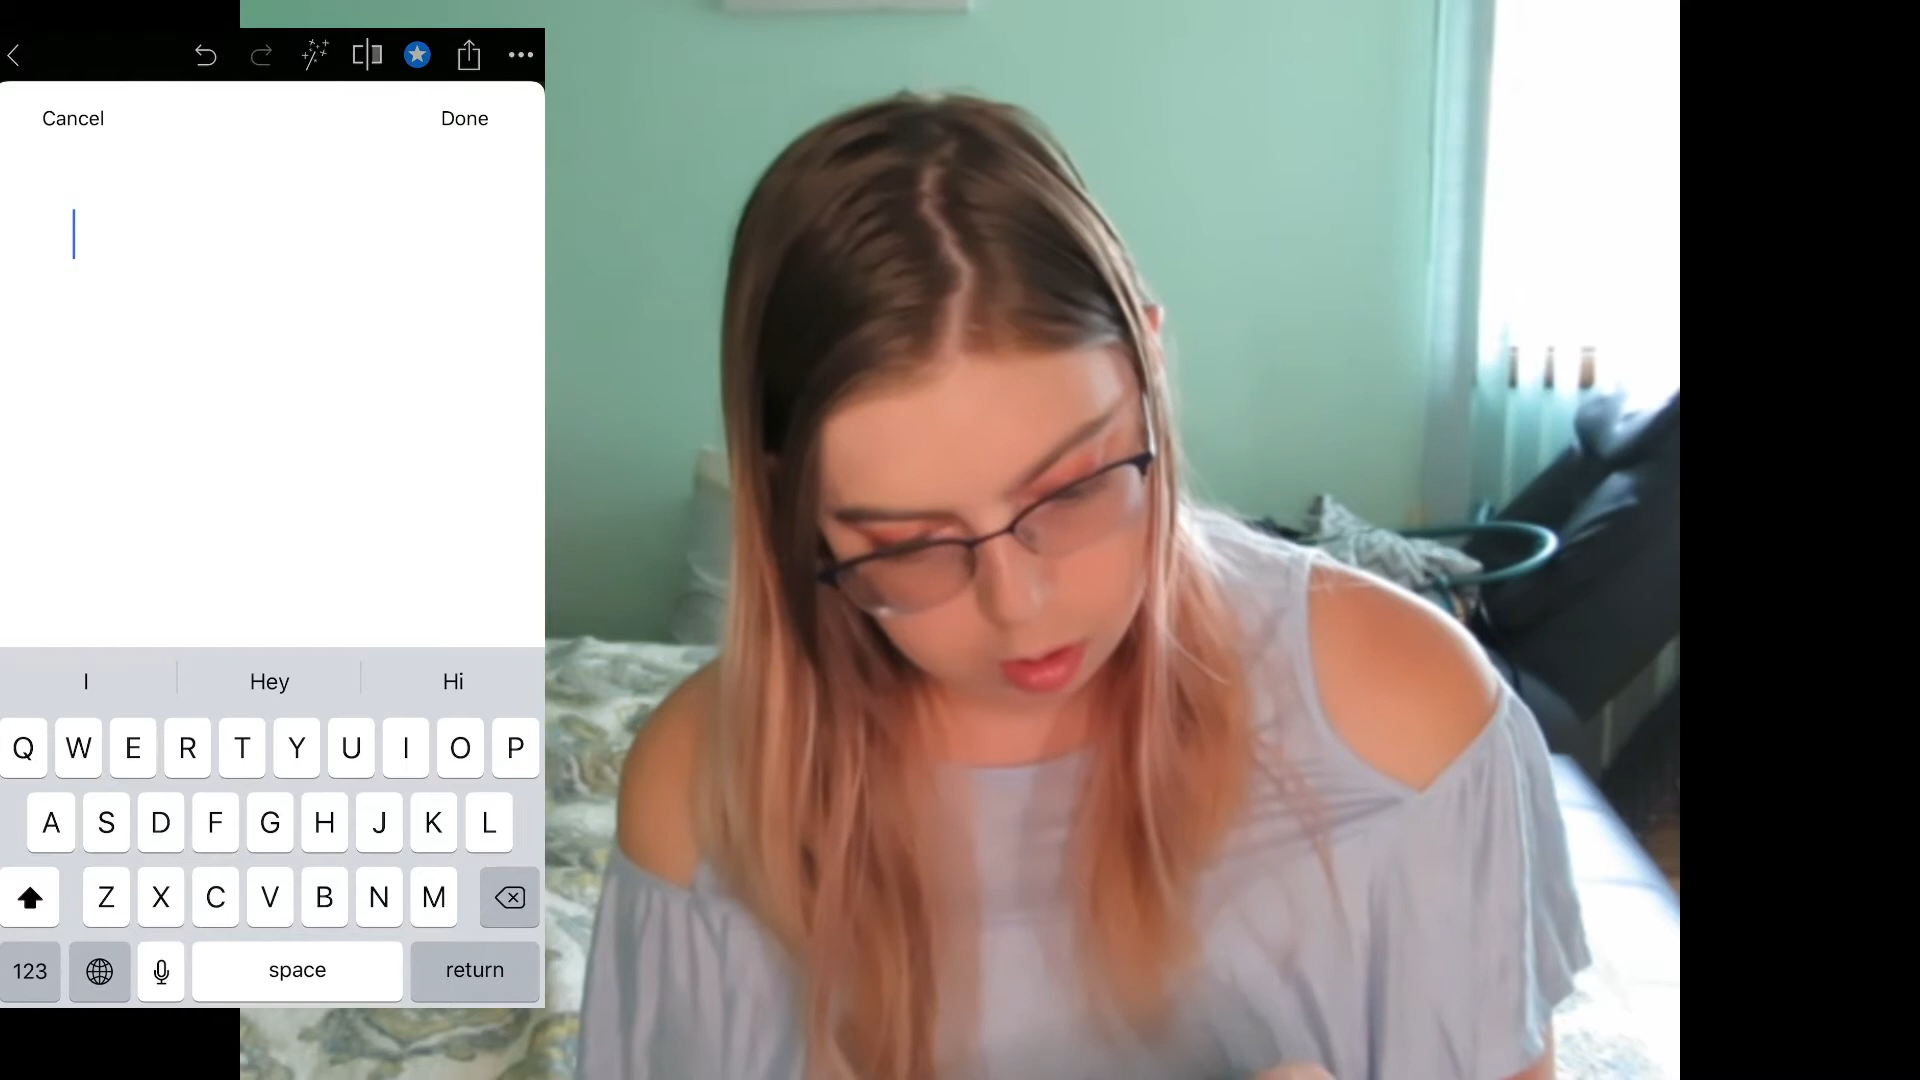 Cancel Done
I Hey Hi
Q W E R T Y U I O P
A S D F G H J K L
Z X C V B N M
123 space return